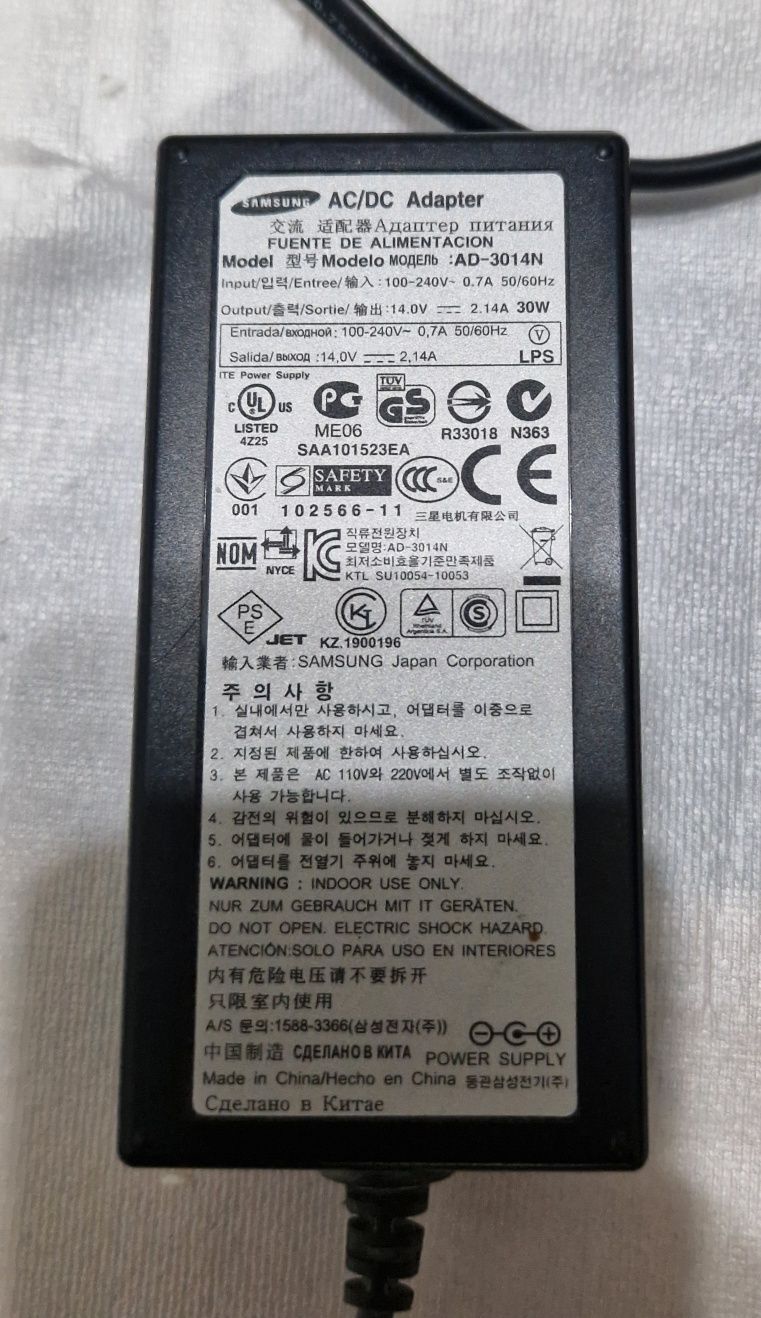 SAMSUNG AC/DC Adapter
交流 适配器Адаптер питания
FUENTE DE ALIMENTACION
Model 型号 Modelo МОДЕЛЬ :AD-3014N
Input/입력/Entree/输入 : 100-240V~ 0.7A 50/60Hz
Output/출력/Sortie/ 输出 :14.0V 2.14A 30W
Entrada/ВХОДНОЙ: 100-240V~ 0,7A 50/60Hz V
Salida/ВЫХОД :14,0V 2,14A LPS
ITE Power Supply
C UL US LISTED 4Z25
PG ME06
TUV GS
R33018 N363
SAA101523EA
001 S SAFETY MARK CCC S&E CE
102566-11 三星电机有限公司
NOM NYCE KC
직류전원장치
모델명:AD-3014N
최저소비효율기준만족제품
KTL SU10054-10053
PS E JET
KZ.1900196
TÜV Rheinland Argentina S.A. S
輸入業者:SAMSUNG Japan Corporation
주 의 사 항
1. 실내에서만 사용하시고, 어댑터를 이중으로
겹쳐서 사용하지 마세요.
2. 지정된 제품에 한하여 사용하십시오.
3. 본 제품은 AC 110V와 220V에서 별도 조작없이
사용 가능합니다.
4. 감전의 위험이 있으므로 분해하지 마십시오.
5. 어댑터에 물이 들어가거나 젖게 하지 마세요.
6. 어댑터를 전열기 주위에 놓지 마세요.
WARNING : INDOOR USE ONLY.
NUR ZUM GEBRAUCH MIT IT GERÄTEN.
DO NOT OPEN. ELECTRIC SHOCK HAZARD.
ATENCIÓN:SOLO PARA USO EN INTERIORES
内有危险电压请不要拆开
只限室内使用
A/S 문의:1588-3366(삼성전자(주))
中国制造 СДЕЛАНО В КИТА POWER SUPPLY
Made in China/Hecho en China 동관삼성전기(주)
Сделано в Китае